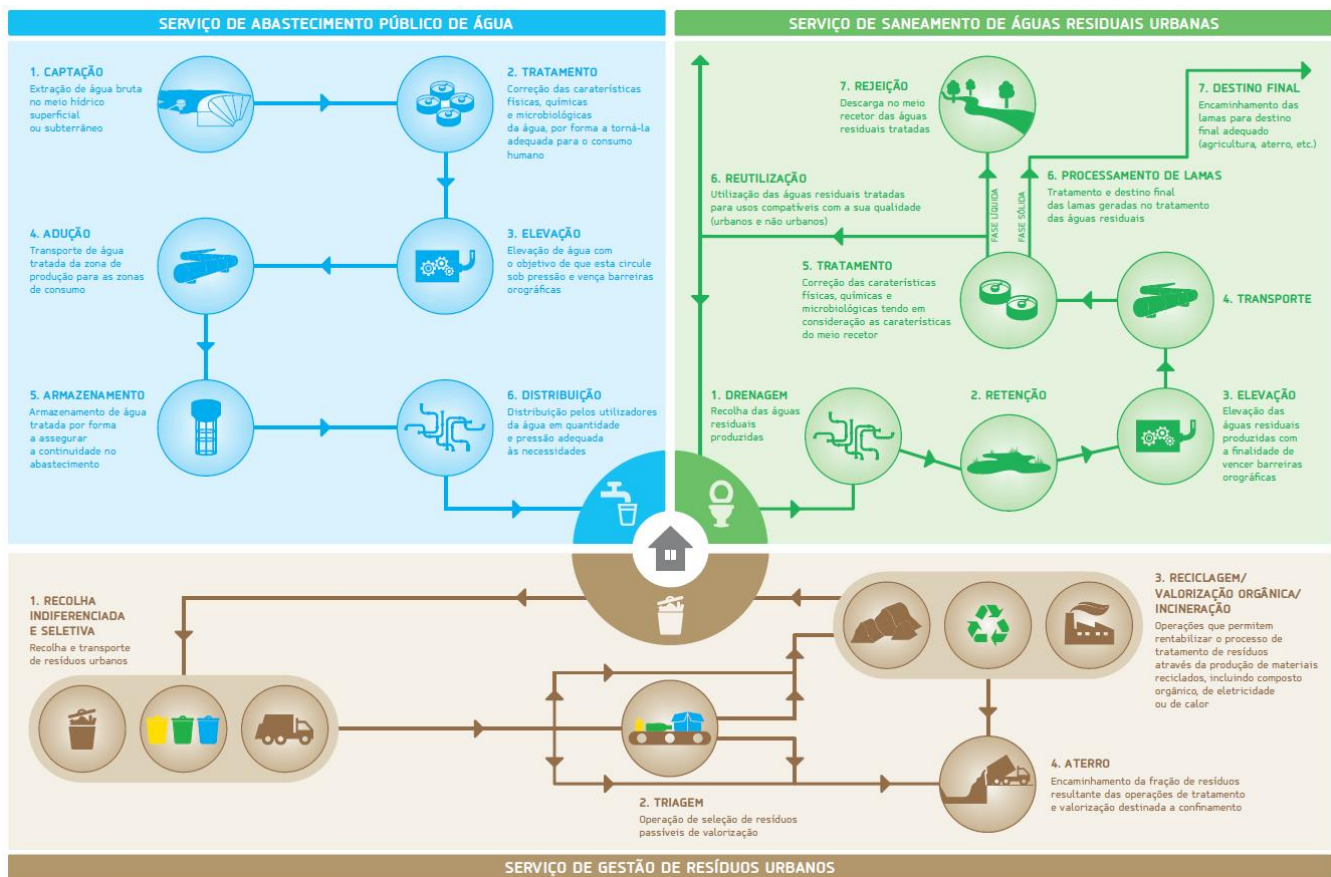 SERVIÇO DE ABASTECIMENTO PÚBLICO DE ÁGUA
1. CAPTAÇÃO
Extração de água bruta
no meio hídrico
superficial
ou subterrâneo
2. TRATAMENTO
Correção das caraterísticas
físicas, químicas
e microbiológicas
da água, por forma a torná-la
adequada para o consumo
humano
4. ADUÇÃO
Transporte de água
tratada da zona de
produção para as zonas
de consumo
3. ELEVAÇÃO
Elevação de água com
o objetivo de que esta circule
sob pressão e vença barreiras
orográficas
5. ARMAZENAMENTO
Armazenamento de água
tratada por forma
a assegurar
a continuidade no
abastecimento
6. DISTRIBUIÇÃO
Distribuição pelos utilizadores
da água em quantidade
e pressão adequada
às necessidades
SERVIÇO DE SANEAMENTO DE ÁGUAS RESIDUAIS URBANAS
7. REJEIÇÃO
Descarga no meio
recetor das águas
residuais tratadas
7. DESTINO FINAL
Encaminhamento das
lamas para destino
final adequado
(agricultura, aterro, etc.)
6. REUTILIZAÇÃO
Utilização das águas residuais tratadas
para usos compatíveis com a sua qualidade
(urbanos e não urbanos)
FASE LÍQUIDA
FASE SÓLIDA
6. PROCESSAMENTO DE LAMAS
Tratamento e destino final
das lamas geradas no tratamento
das águas residuais
5. TRATAMENTO
Correção das caraterísticas
físicas, químicas e
microbiológicas tendo em
consideração as caraterísticas
do meio recetor
4. TRANSPORTE
1. DRENAGEM
Recolha das águas
residuais
produzidas
2. RETENÇÃO
3. ELEVAÇÃO
Elevação das
águas residuais
produzidas com
a finalidade de
vencer barreiras
orográficas
1. RECOLHA
INDIFERENCIADA
E SELETIVA
Recolha e transporte
de resíduos urbanos
2. TRIAGEM
Operação de seleção de resíduos
passíveis de valorização
3. RECICLAGEM/
VALORIZAÇÃO ORGÂNICA/
INCINERAÇÃO
Operações que permitem
rentabilizar o processo de
tratamento de resíduos
através da produção de materiais
reciclados, incluindo composto
orgânico, de eletricidade
ou de calor
4. ATERRO
Encaminhamento da fração de resíduos
resultante das operações de tratamento
e valorização destinada a confinamento
SERVIÇO DE GESTÃO DE RESÍDUOS URBANOS